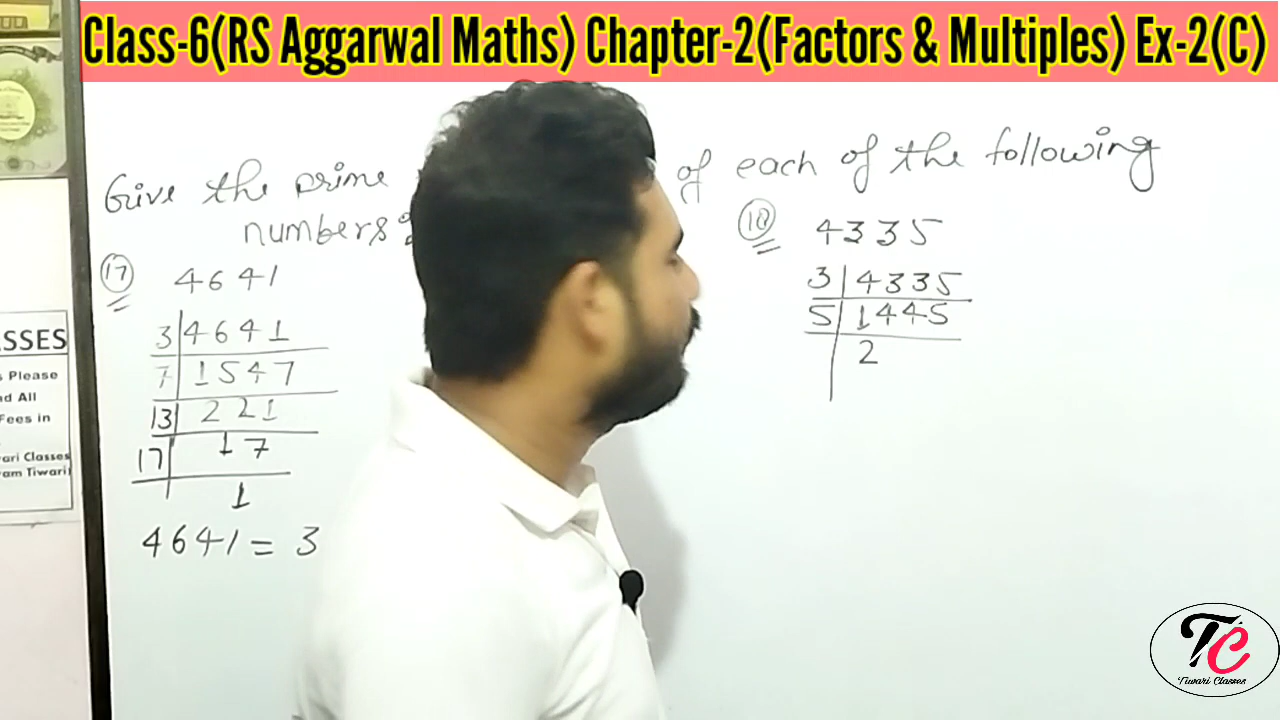 Class-6(RS Aggarwal Maths) Chapter-2(Factors & Multiples) Ex-2(C)
Give the prime of each of the following
numbers
17 4641
3 4641
7 1547
13 221
17 17
1
4641 = 3
18 4335
3 4335
5 1445
2
SSES
Please
All
Fees in
Classes
Tiwari
TC
Tiwari Classes